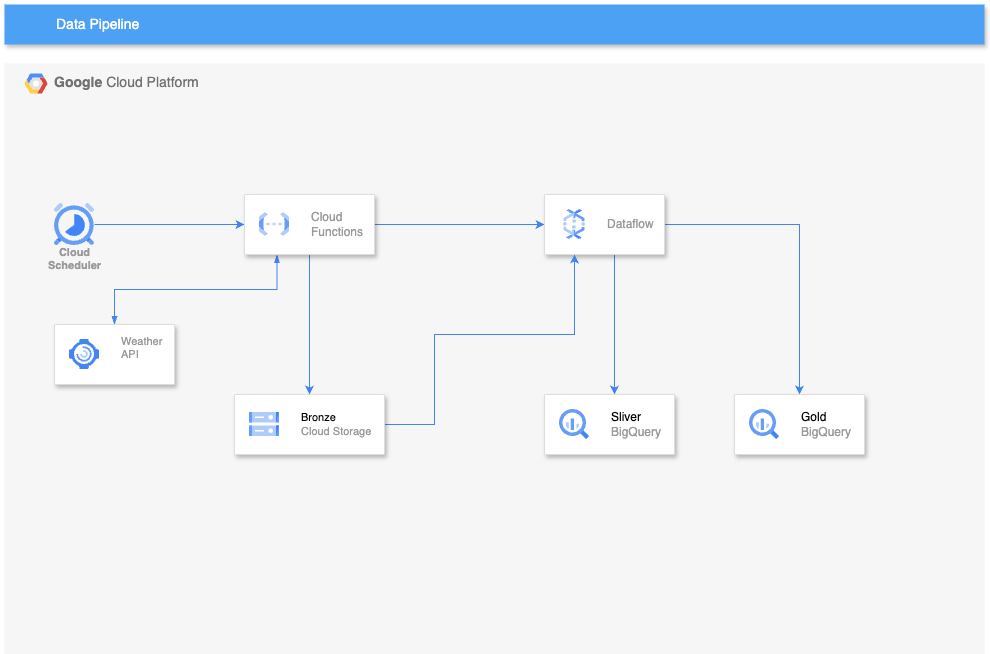 Data Pipeline
Google Cloud Platform
Cloud
Scheduler
Cloud
Functions
Dataflow
Weather
API
Bronze
Cloud Storage
Sliver
BigQuery
Gold
BigQuery